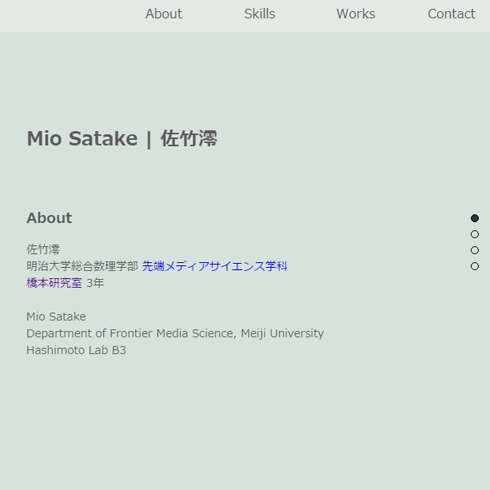 About Skills Works Contact
Mio Satake | 佐竹澪
About
佐竹澪
明治大学総合数理学部 先端メディアサイエンス学科
橋本研究室 3年
Mio Satake
Department of Frontier Media Science, Meiji University
Hashimoto Lab B3